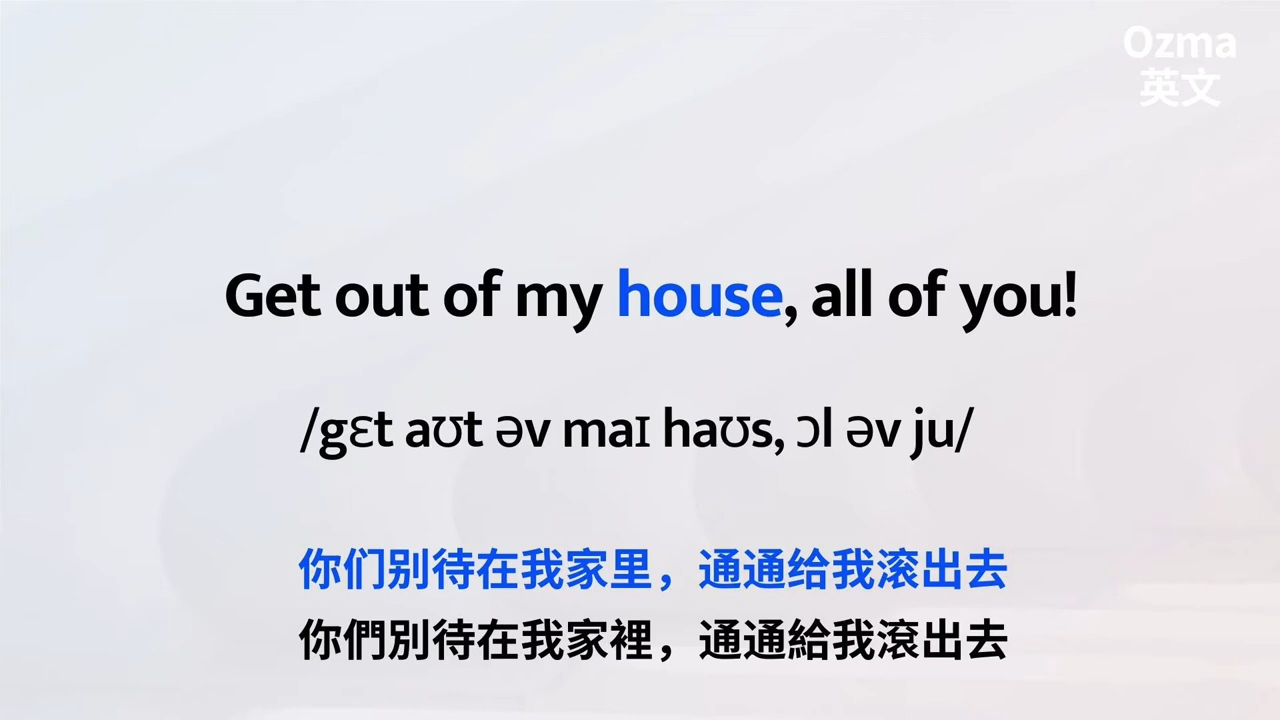 Ozma
英文
Get out of my house, all of you!
/gɛt aʊt əv maɪ haʊs, ɔl əv ju/
你们别待在我家里，通通给我滚出去
你們別待在我家裡，通通給我滾出去